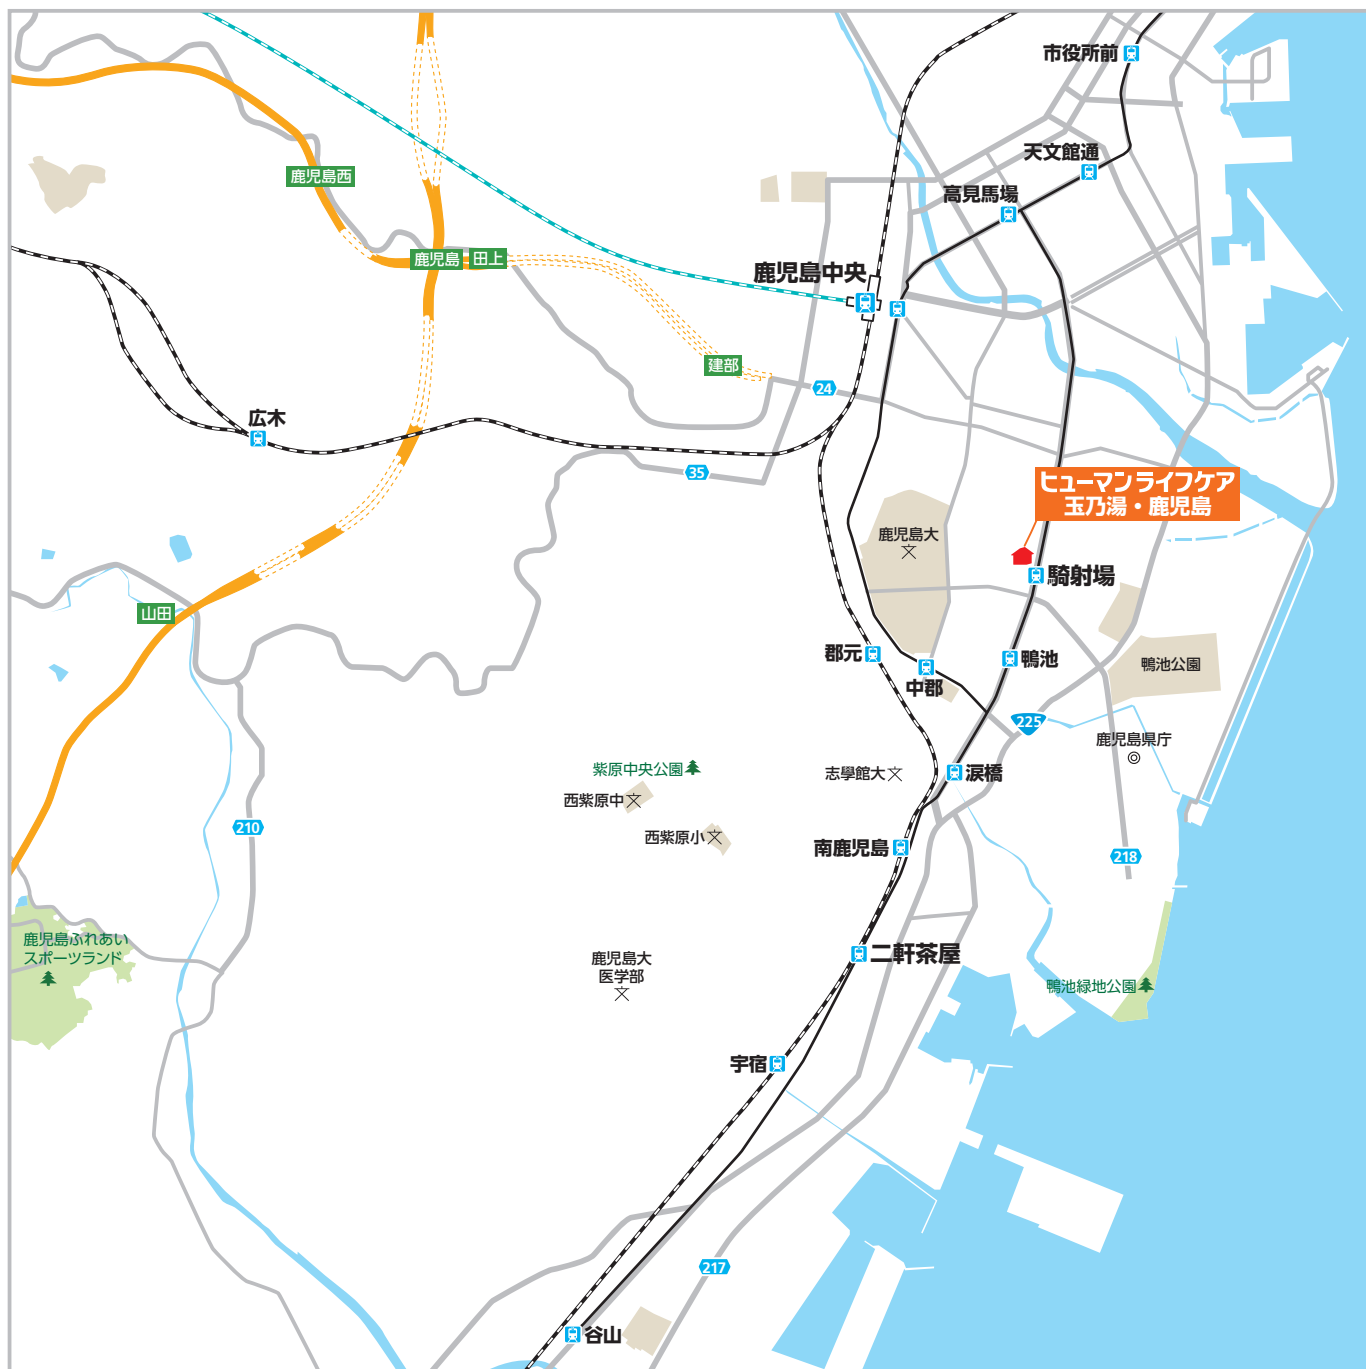 市役所前
天文館通
鹿児島西
高見馬場
鹿児島
田上
鹿児島中央
建部
24
広木
35
ヒューマンライフケア
玉乃湯・鹿児島
鹿児島大
騎射場
山田
郡元
鴨池
鴨池公園
中郡
225
鹿児島県庁
紫原中央公園
志學館大
涙橋
西紫原中
210
西紫原小
南鹿児島
218
鹿児島ふれあい
スポーツランド
二軒茶屋
鹿児島大
医学部
鴨池緑地公園
宇宿
217
谷山